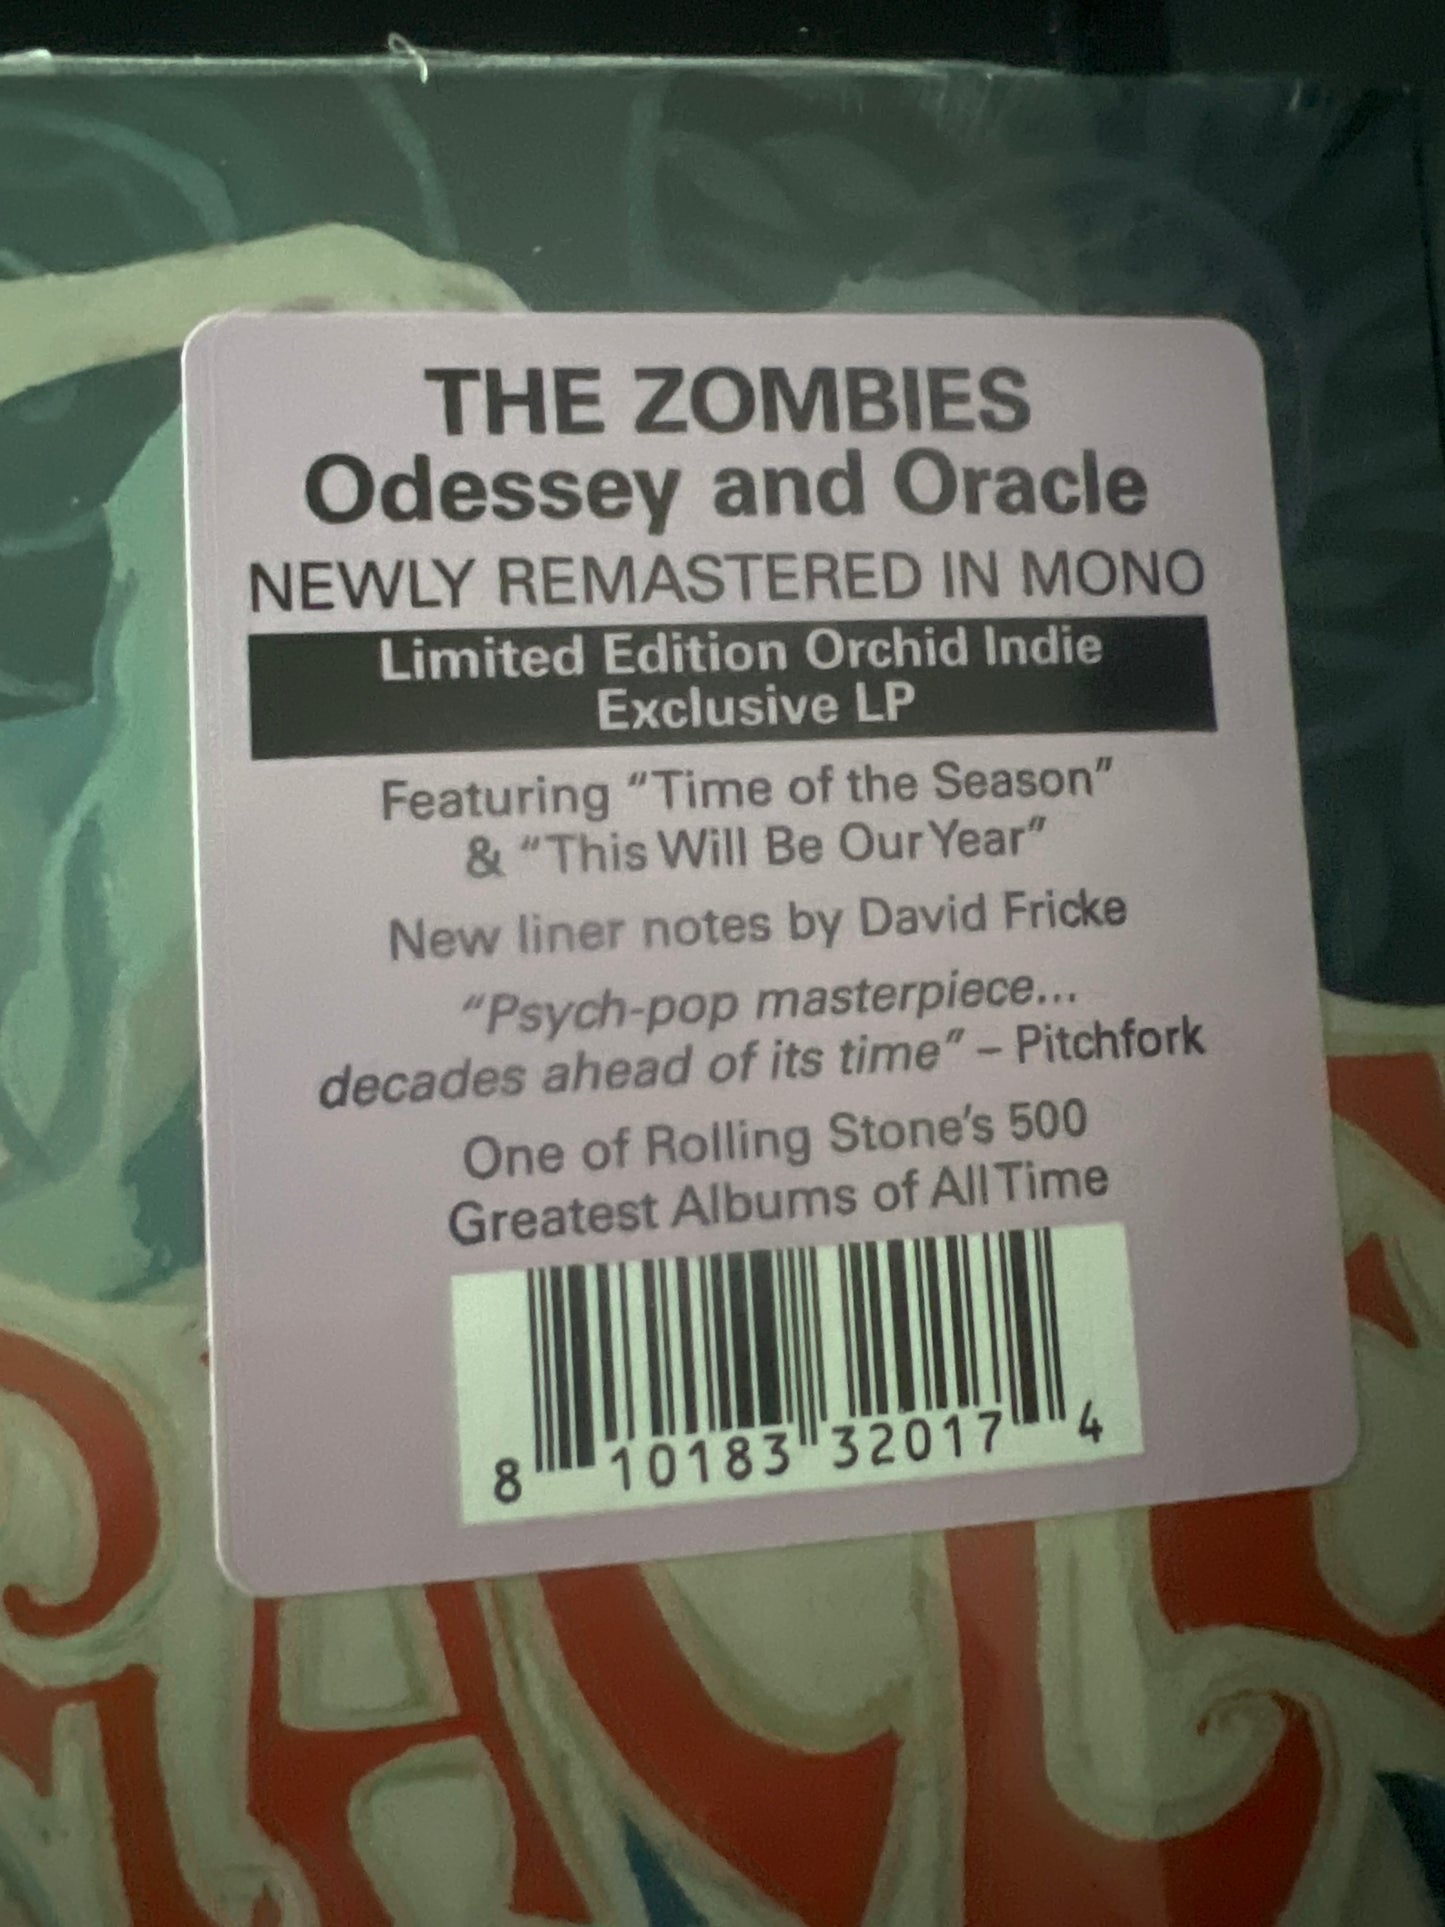 THE ZOMBIES
Odessey and Oracle
NEWLY REMASTERED IN MONO
Limited Edition Orchid Indie
Exclusive LP
Featuring “Time of the Season”
& “This Will Be Our Year”
New liner notes by David Fricke
“Psych-pop masterpiece...
decades ahead of its time” – Pitchfork
One of Rolling Stone’s 500
Greatest Albums of All Time
8 10183 32017 4